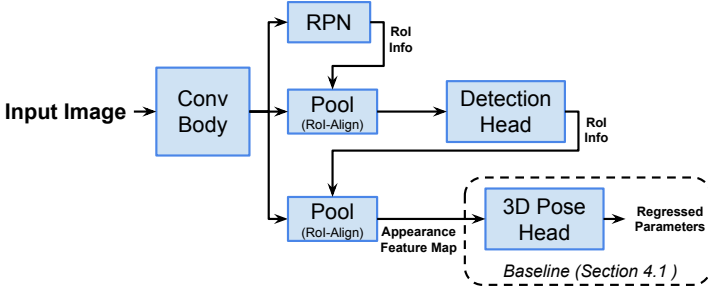 RPN
RoI
Info
Input Image
Conv
Body
Pool
(RoI-Align)
Detection
Head
RoI
Info
Pool
(RoI-Align)
Appearance
Feature Map
3D Pose
Head
Regressed
Parameters
Baseline (Section 4.1 )